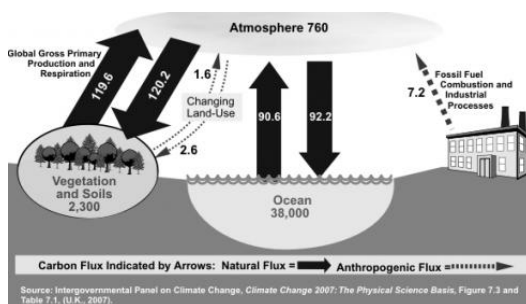 Atmosphere 760
Global Gross Primary
Production and
Respiration
119.6
120.2
1.6
Changing
Land-Use
2.6
90.6
92.2
7.2
Fossil Fuel
Combustion and
Industrial
Processes
Vegetation
and Soils
2,300
Ocean
38,000
Carbon Flux Indicated by Arrows: Natural Flux = Anthropogenic Flux =
Source: Intergovernmental Panel on Climate Change, Climate Change 2007: The Physical Science Basis, Figure 7.3 and
Table 7.1, (U.K., 2007).